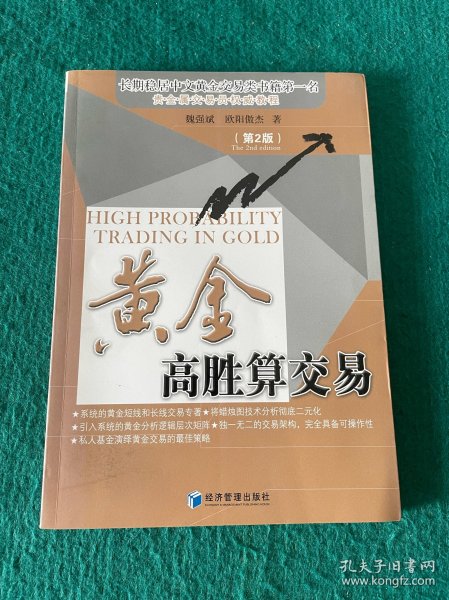 长期稳居中文黄金交易类书籍第一名
贵·金·属·交·易·员·权·威·教·程
魏强斌 欧阳傲杰 著
(第2版)
The 2nd edition
HIGH PROBABILITY
TRADING IN GOLD
黄金
高胜算交易
★系统的黄金短线和长线交易专著★将蜡烛图技术分析彻底二元化
★引入系统的黄金分析逻辑层次矩阵★独一无二的交易架构，完全具备可操作性
★私人基金演绎黄金交易的最佳策略
经济管理出版社
ECONOMY & MANAGEMENT PUBLISHING HOUSE
孔夫子旧书网
www.kongfz.com